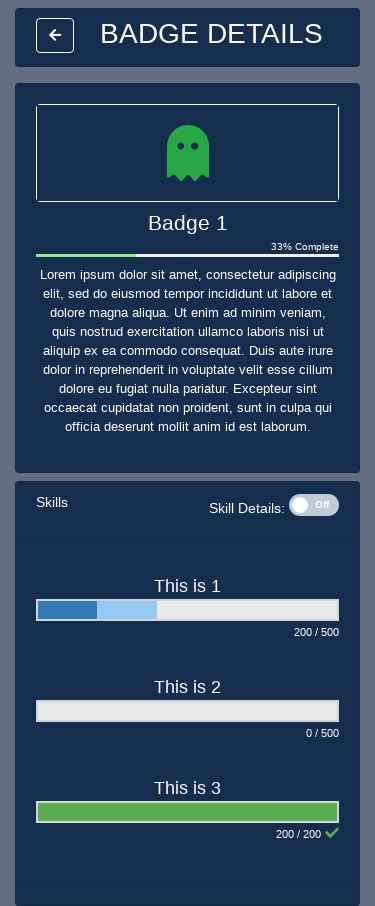 BADGE DETAILS
Badge 1
33% Complete
Lorem ipsum dolor sit amet, consectetur adipiscing
elit, sed do eiusmod tempor incididunt ut labore et
dolore magna aliqua. Ut enim ad minim veniam,
quis nostrud exercitation ullamco laboris nisi ut
aliquip ex ea commodo consequat. Duis aute irure
dolor in reprehenderit in voluptate velit esse cillum
dolore eu fugiat nulla pariatur. Excepteur sint
occaecat cupidatat non proident, sunt in culpa qui
officia deserunt mollit anim id est laborum.
Skills
Skill Details: Off
This is 1
200 / 500
This is 2
0 / 500
This is 3
200 / 200